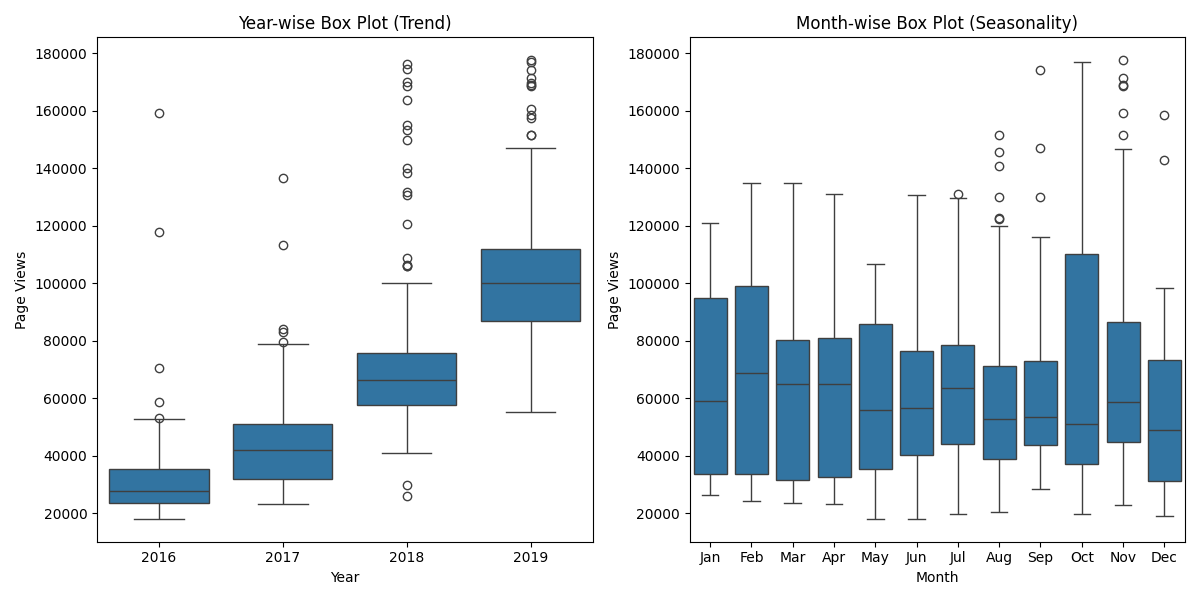 Year-wise Box Plot (Trend)
Page Views
180000
160000
140000
120000
100000
80000
60000
40000
20000
2016 2017 2018 2019
Year
Month-wise Box Plot (Seasonality)
Page Views
180000
160000
140000
120000
100000
80000
60000
40000
20000
Jan Feb Mar Apr May Jun Jul Aug Sep Oct Nov Dec
Month